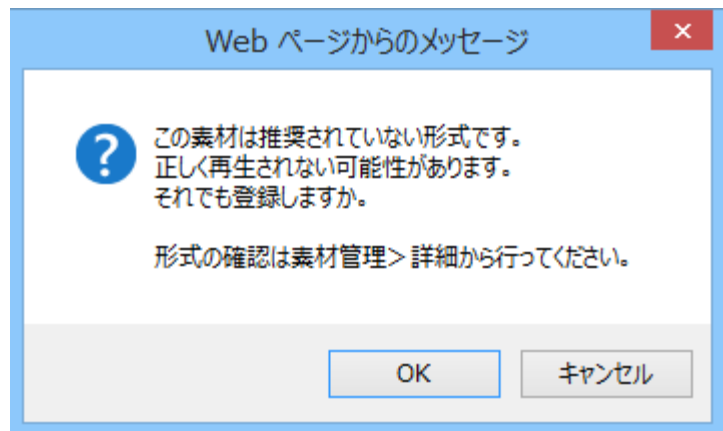 Web ページからのメッセージ
この素材は推奨されていない形式です。
正しく再生されない可能性があります。
それでも登録しますか。
形式の確認は素材管理＞詳細から行ってください。
OK
キャンセル